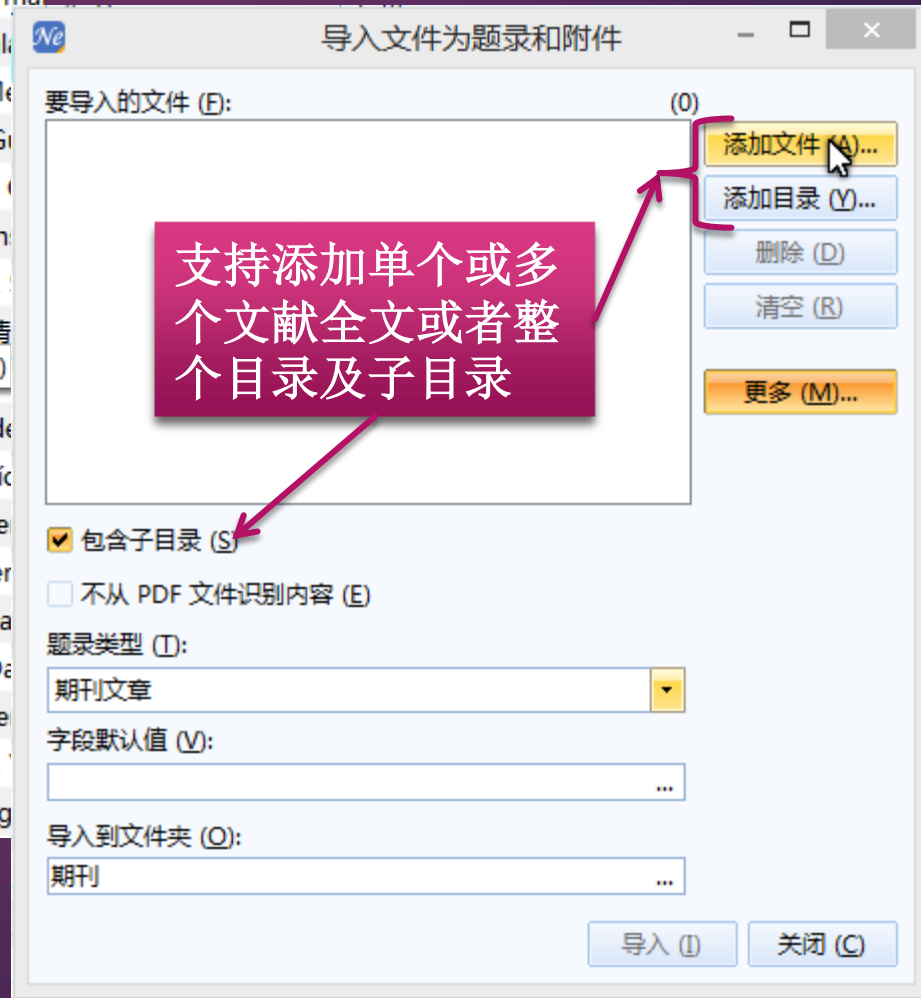 Ne
导入文件为题录和附件
要导入的文件 (F):
(0)
添加文件 (A)...
添加目录 (Y)...
删除 (D)
清空 (R)
更多 (M)...
支持添加单个或多
个文献全文或者整
个目录及子目录
包含子目录 (S)
不从 PDF 文件识别内容 (E)
题录类型 (T):
期刊文章
字段默认值 (V):
...
导入到文件夹 (O):
期刊
...
导入 (I)
关闭 (C)